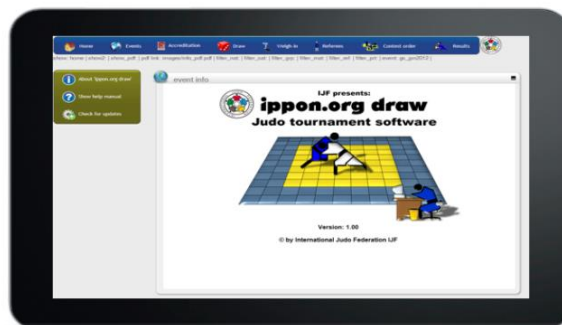 Home Events Accreditation Draw Weigh in Referees Contest order Results
About 'ippon.org draw'
Show help manual
Check for updates
event info
IJF presents:
ippon.org draw
Judo tournament software
Version: 1.00
© by International Judo Federation IJF